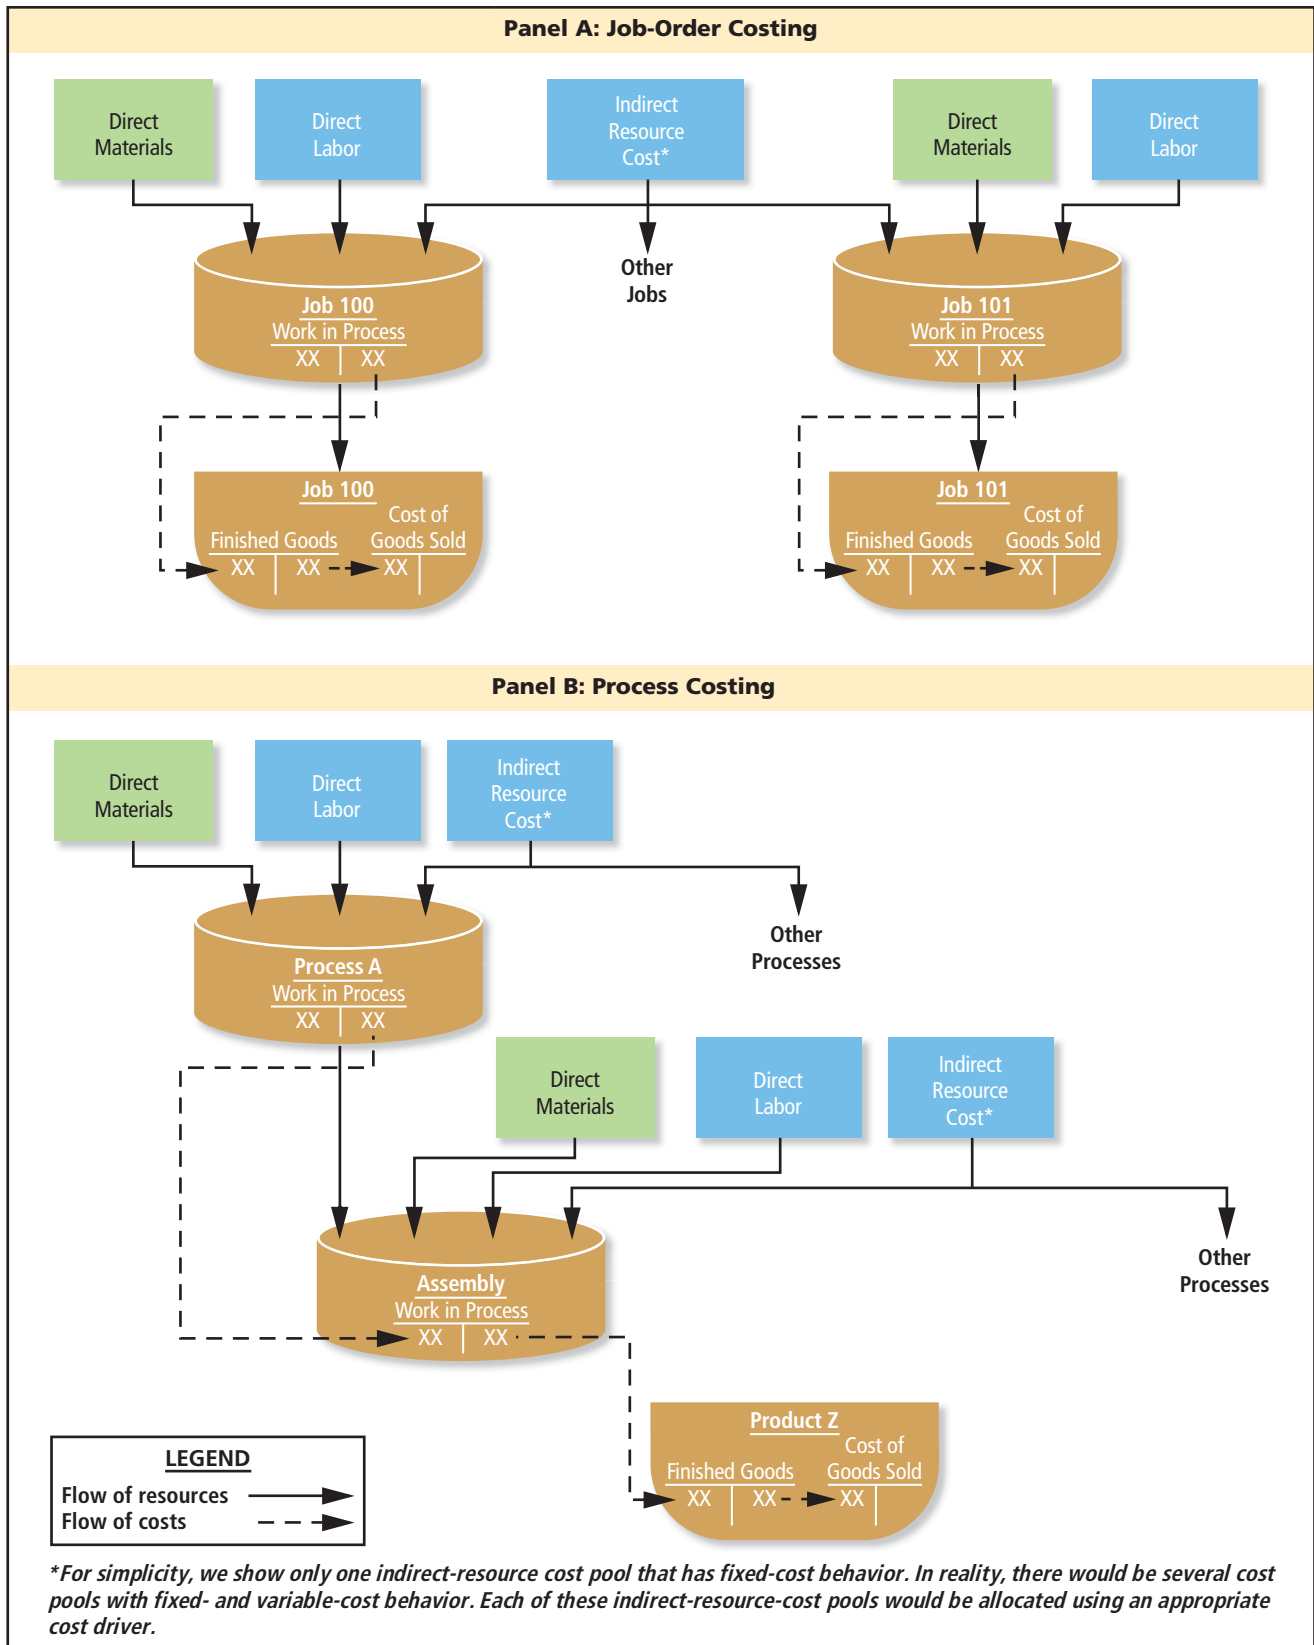 Panel A: Job-Order Costing
Direct
Materials
Direct
Labor
Indirect
Resource
Cost*
Direct
Materials
Direct
Labor
Other
Jobs
Job 100
Work in Process
XX XX
Job 101
Work in Process
XX XX
Job 100
Cost of
Finished Goods Goods Sold
XX XX XX
Job 101
Cost of
Finished Goods Goods Sold
XX XX XX
Panel B: Process Costing
Direct
Materials
Direct
Labor
Indirect
Resource
Cost*
Other
Processes
Process A
Work in Process
XX XX
Direct
Materials
Direct
Labor
Indirect
Resource
Cost*
Other
Processes
Assembly
Work in Process
XX XX
Product Z
Cost of
Finished Goods Goods Sold
XX XX XX
LEGEND
Flow of resources
Flow of costs
*For simplicity, we show only one indirect-resource cost pool that has fixed-cost behavior. In reality, there would be several cost
pools with fixed- and variable-cost behavior. Each of these indirect-resource-cost pools would be allocated using an appropriate
cost driver.